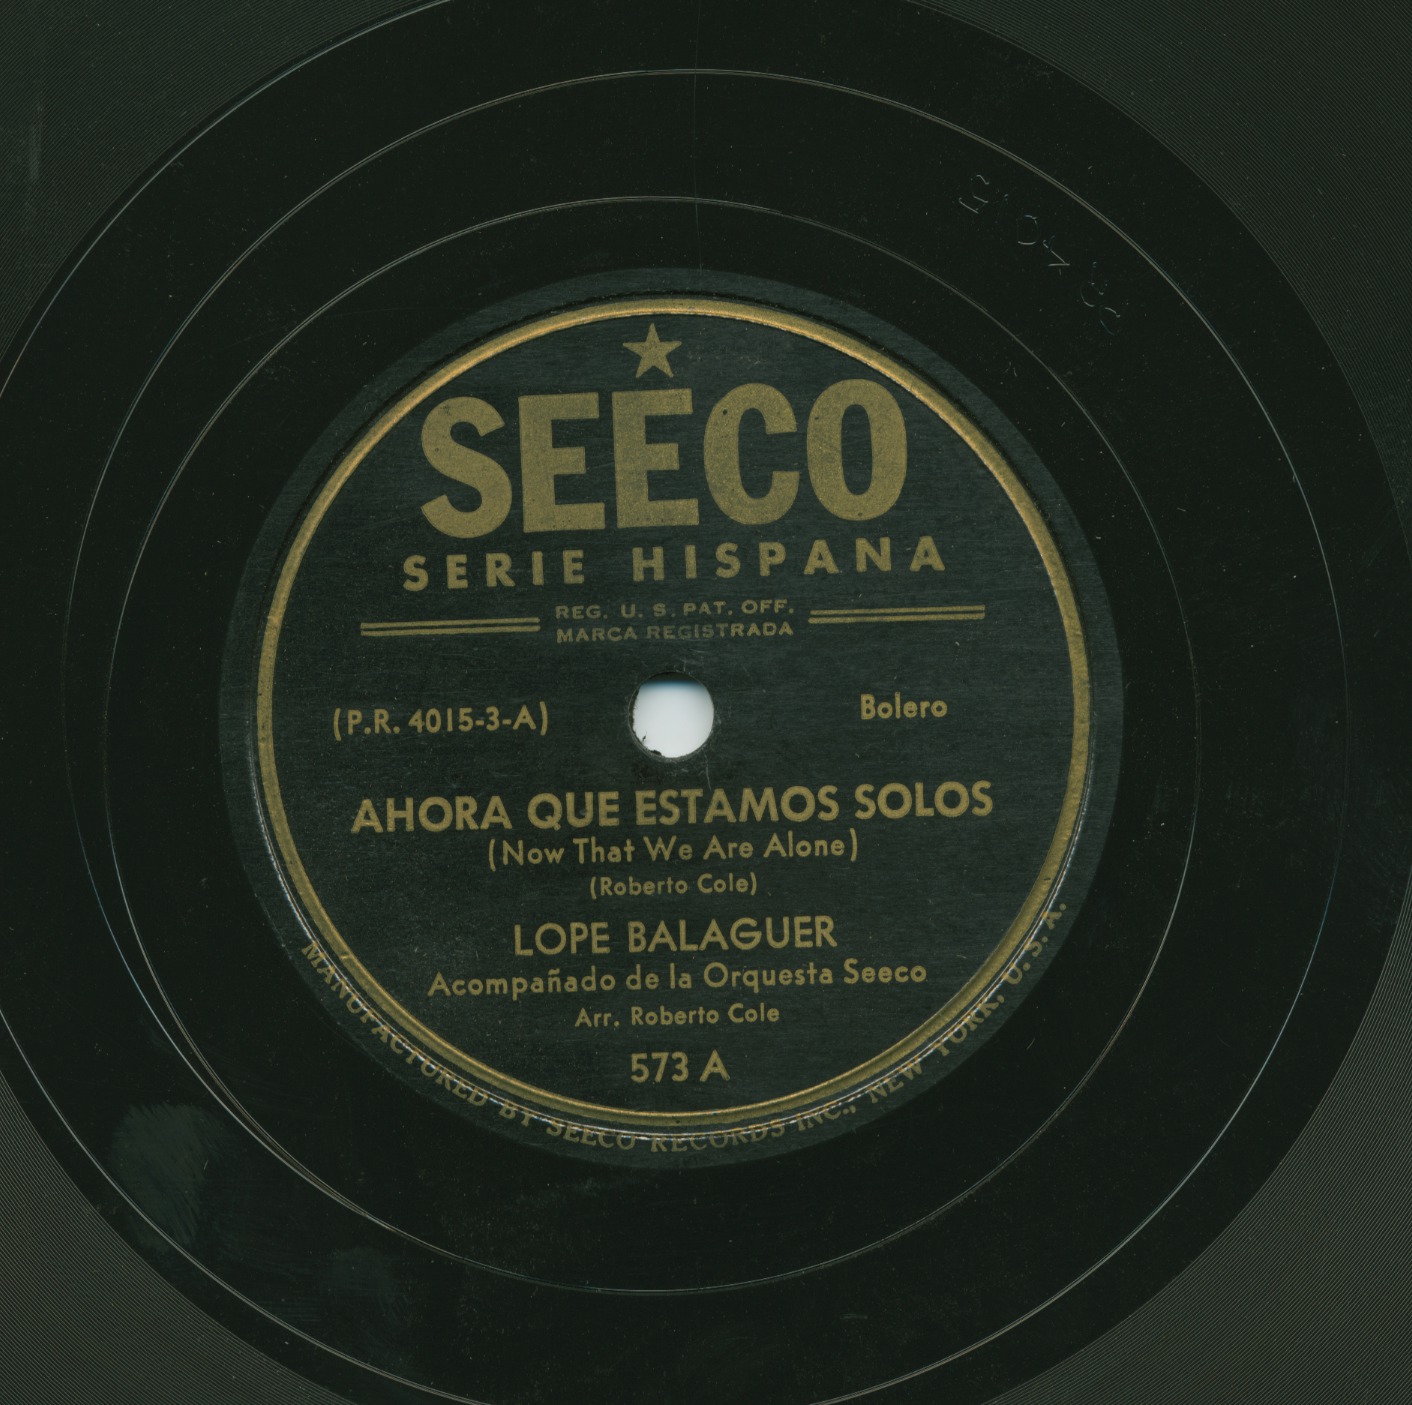 SEECO
SERIE HISPANA
REG. U. S. PAT. OFF.
MARCA REGISTRADA
(P.R. 4015-3-A)
Bolero
AHORA QUE ESTAMOS SOLOS
(Now That We Are Alone)
(Roberto Cole)
LOPE BALAGUER
Acompañado de la Orquesta Seeco
Arr. Roberto Cole
573 A
MANUFACTURED BY SEECO RECORDS INC., NEW YORK, U. S. A.